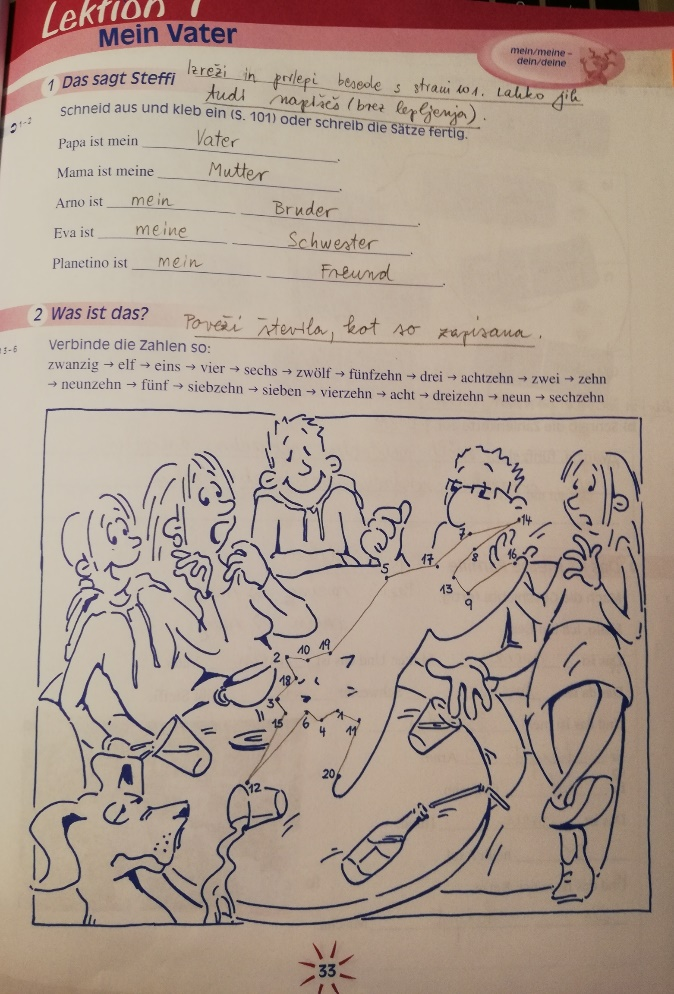 Lektion 1
Mein Vater
mein/meine –
dein/deine
1 Das sagt Steffi Izreži in prilepi besede s strani 101. Lahko jih
tudi napišeš (brez lepljenja).
1–2
Schneid aus und kleb ein (S. 101) oder schreib die Sätze fertig.
Papa ist mein Vater.
Mama ist meine Mutter.
Arno ist mein Bruder.
Eva ist meine Schwester.
Planetino ist mein Freund.
2 Was ist das? Poveži števila, kot so zapisana.
3–6
Verbinde die Zahlen so:
zwanzig → elf → eins → vier → sechs → zwölf → fünfzehn → drei → achtzehn → zwei → zehn
→ neunzehn → fünf → siebzehn → sieben → vierzehn → acht → dreizehn → neun → sechzehn
14
7
8
16
5
17
13
9
2
10
19
18
3
15
6
4
1
11
20
12
33